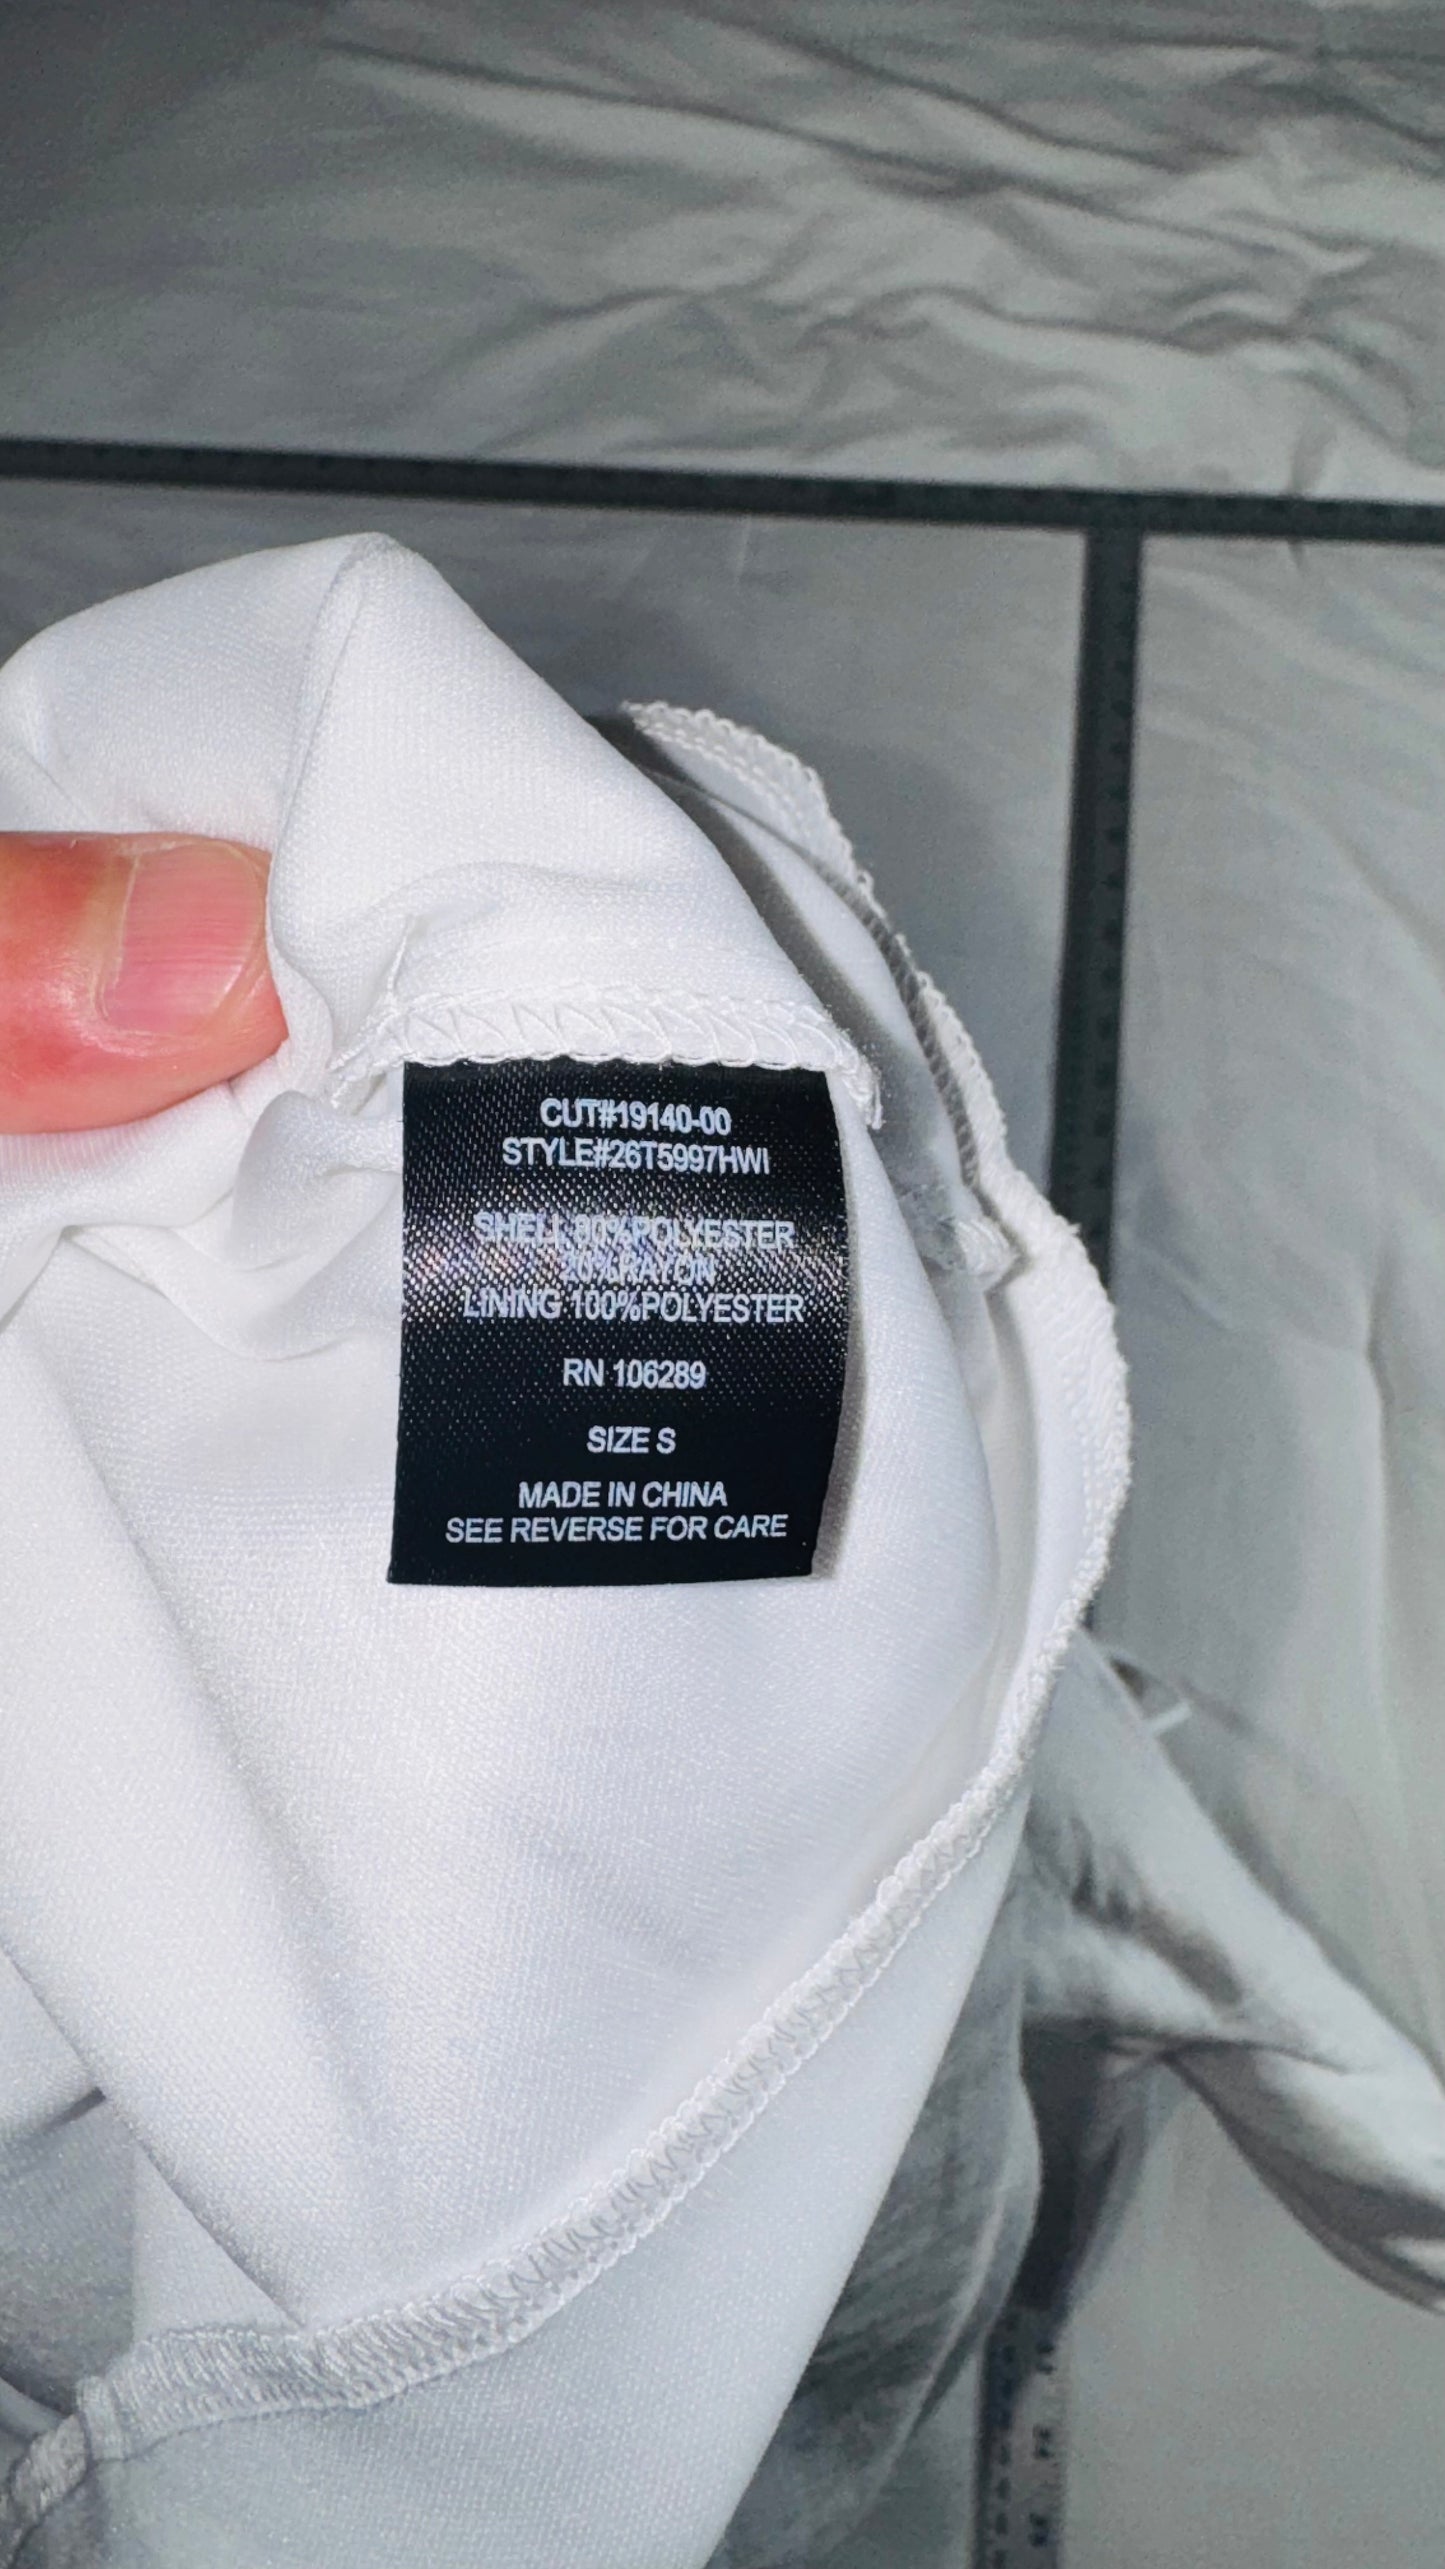 CUT#19140-00
STYLE#26T5997HWI
SHELL 80%POLYESTER
20%RAYON
LINING 100%POLYESTER
RN 106289
SIZE S
MADE IN CHINA
SEE REVERSE FOR CARE